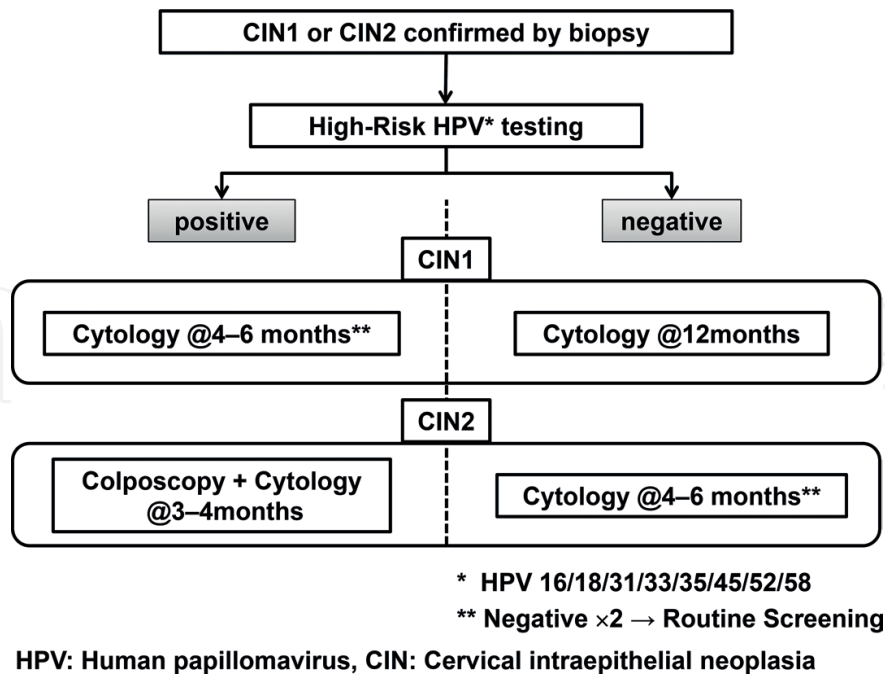 CIN1 or CIN2 confirmed by biopsy
High-Risk HPV* testing
positive
negative
CIN1
Cytology @4–6 months**
Cytology @12months
CIN2
Colposcopy + Cytology
@3–4months
Cytology @4–6 months**
* HPV 16/18/31/33/35/45/52/58
** Negative ×2 → Routine Screening
HPV: Human papillomavirus, CIN: Cervical intraepithelial neoplasia